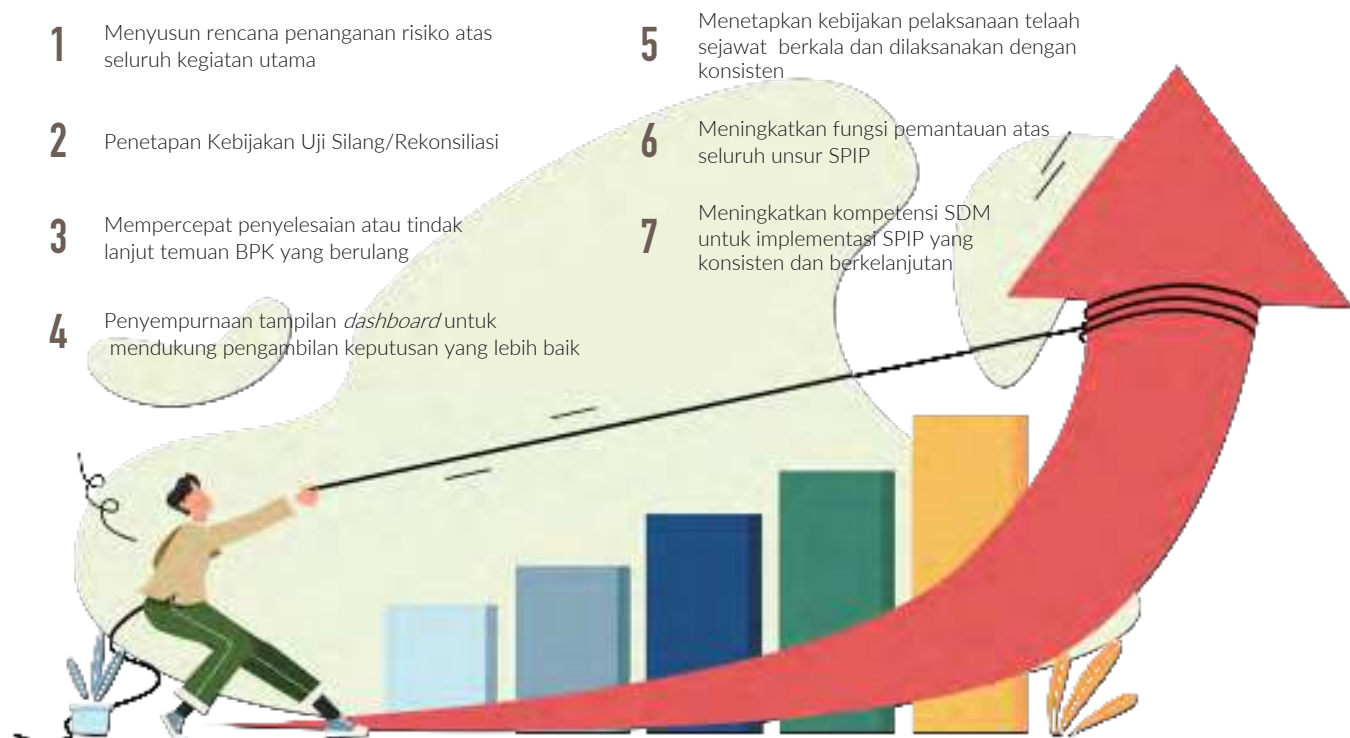 1
Menyusun rencana penanganan risiko atas
seluruh kegiatan utama
2
Penetapan Kebijakan Uji Silang/Rekonsiliasi
3
Mempercepat penyelesaian atau tindak
lanjut temuan BPK yang berulang
4
Penyempurnaan tampilan dashboard untuk
mendukung pengambilan keputusan yang lebih baik
5
Menetapkan kebijakan pelaksanaan telaah
sejawat berkala dan dilaksanakan dengan
konsisten
6
Meningkatkan fungsi pemantauan atas
seluruh unsur SPIP
7
Meningkatkan kompetensi SDM
untuk implementasi SPIP yang
konsisten dan berkelanjutan